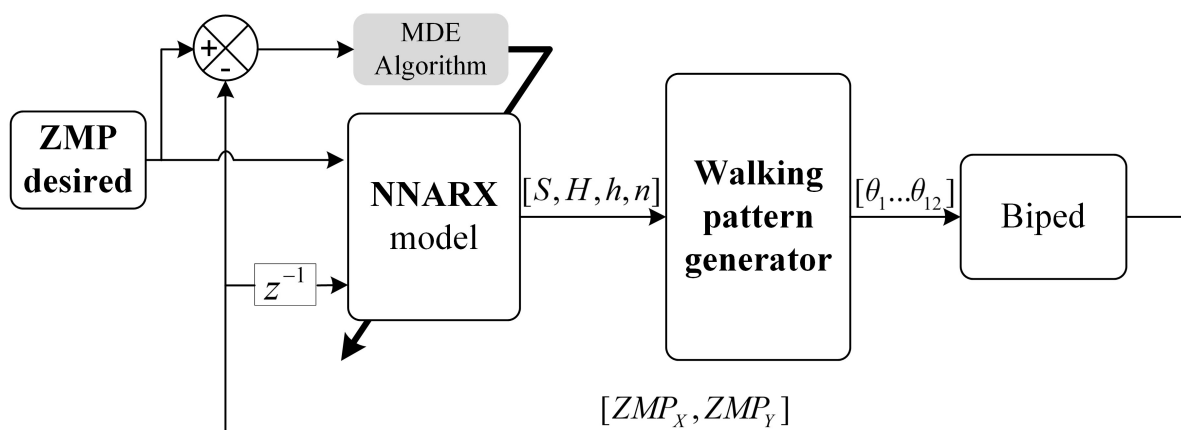 MDE
Algorithm
+
-
ZMP
desired
NNARX
model
[S, H, h, n]
Walking
pattern
generator
[θ₁...θ₁₂]
Biped
z⁻¹
[ZMP_X, ZMP_Y]